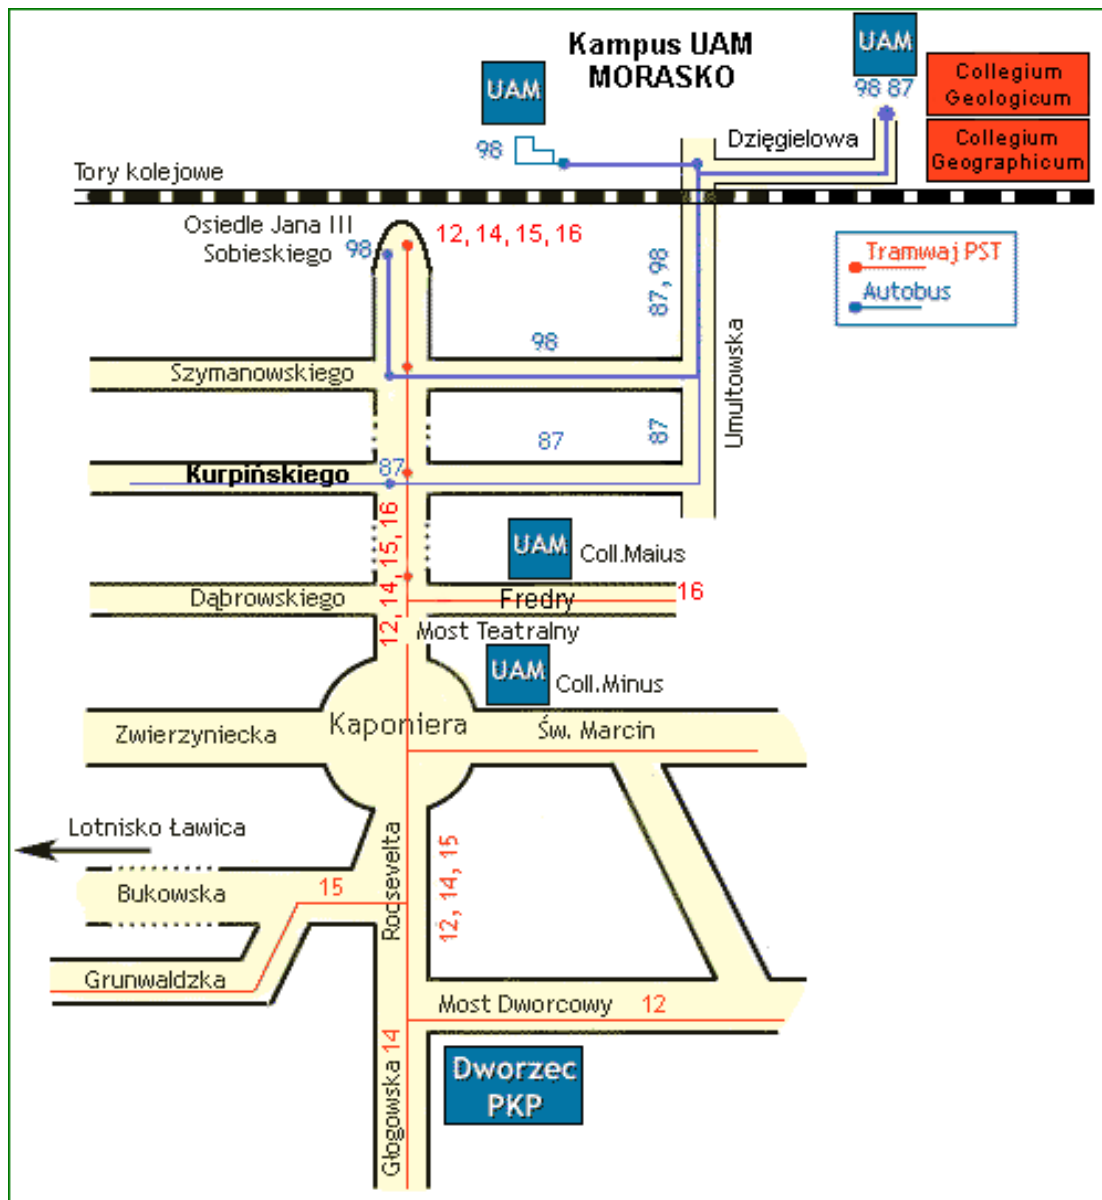 Kampus UAM
MORASKO
UAM
UAM
98 87
Collegium
Geologicum
Collegium
Geographicum
98
Dzięgielowa
Tory kolejowe
Osiedle Jana III
Sobieskiego
98
12, 14, 15, 16
87, 98
Tramwaj PST
Autobus
98
Szymanowskiego
Umultowska
87
87
87
Kurpińskiego
12, 14, 15, 16
UAM
Coll.Maius
Dąbrowskiego
Fredry
16
Most Teatralny
UAM
Coll.Minus
Zwierzyniecka
Kaponiera
Św. Marcin
Lotnisko Ławica
Roosevelta
12, 14, 15
Bukowska
15
Grunwaldzka
Most Dworcowy
12
14
Głogowska
Dworzec
PKP